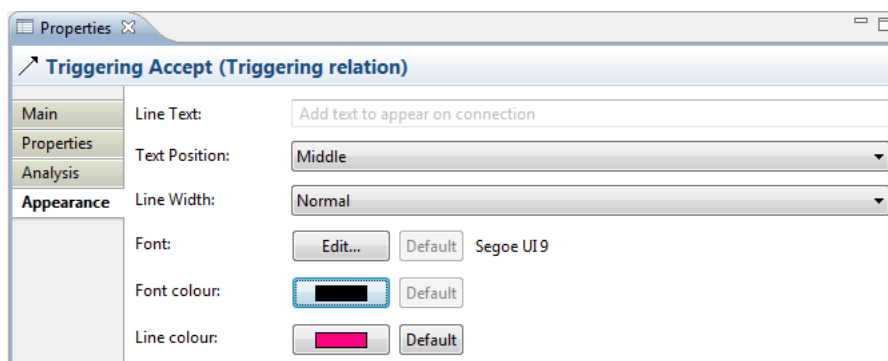 Properties
Triggering Accept (Triggering relation)
Main
Properties
Analysis
Appearance
Line Text: Add text to appear on connection
Text Position: Middle
Line Width: Normal
Font: Edit... Default Segoe UI 9
Font colour: Default
Line colour: Default